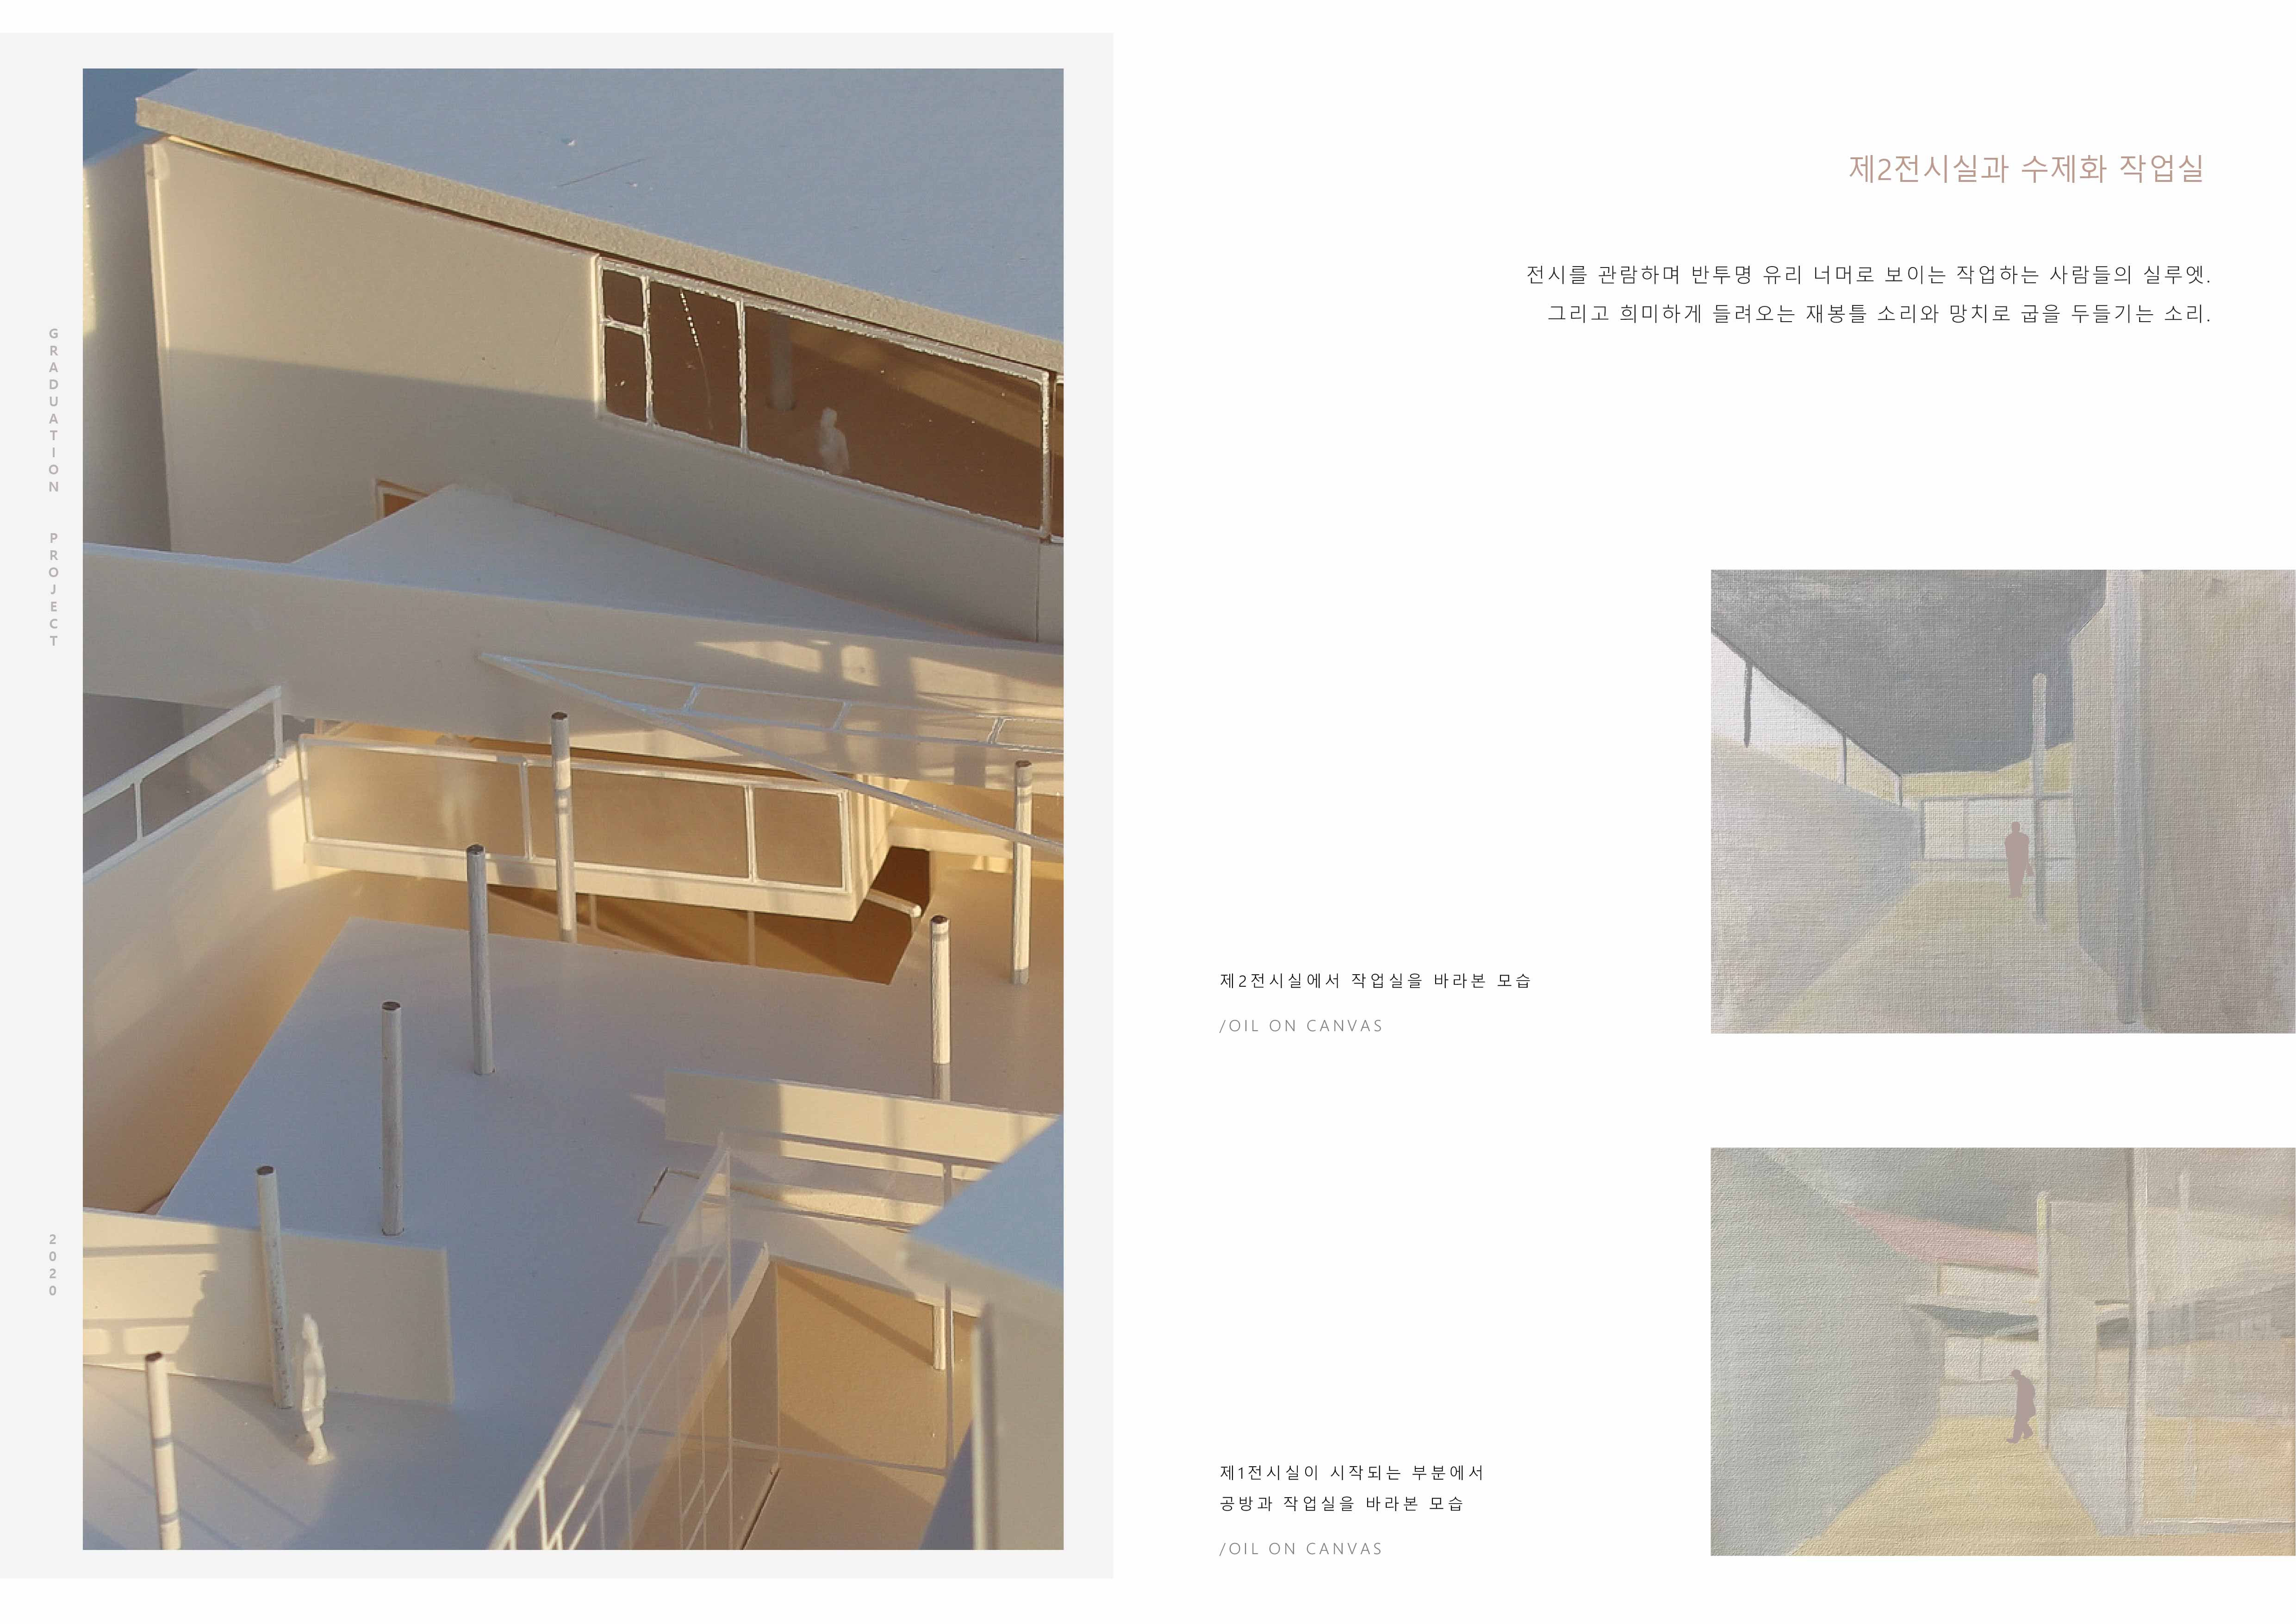 GRADUATION PROJECT
2020
제2전시실과 수제화 작업실
전시를 관람하며 반투명 유리 너머로 보이는 작업하는 사람들의 실루엣.
그리고 희미하게 들려오는 재봉틀 소리와 망치로 굽을 두들기는 소리.
제2전시실에서 작업실을 바라본 모습
/OIL ON CANVAS
제1전시실이 시작되는 부분에서
공방과 작업실을 바라본 모습
/OIL ON CANVAS